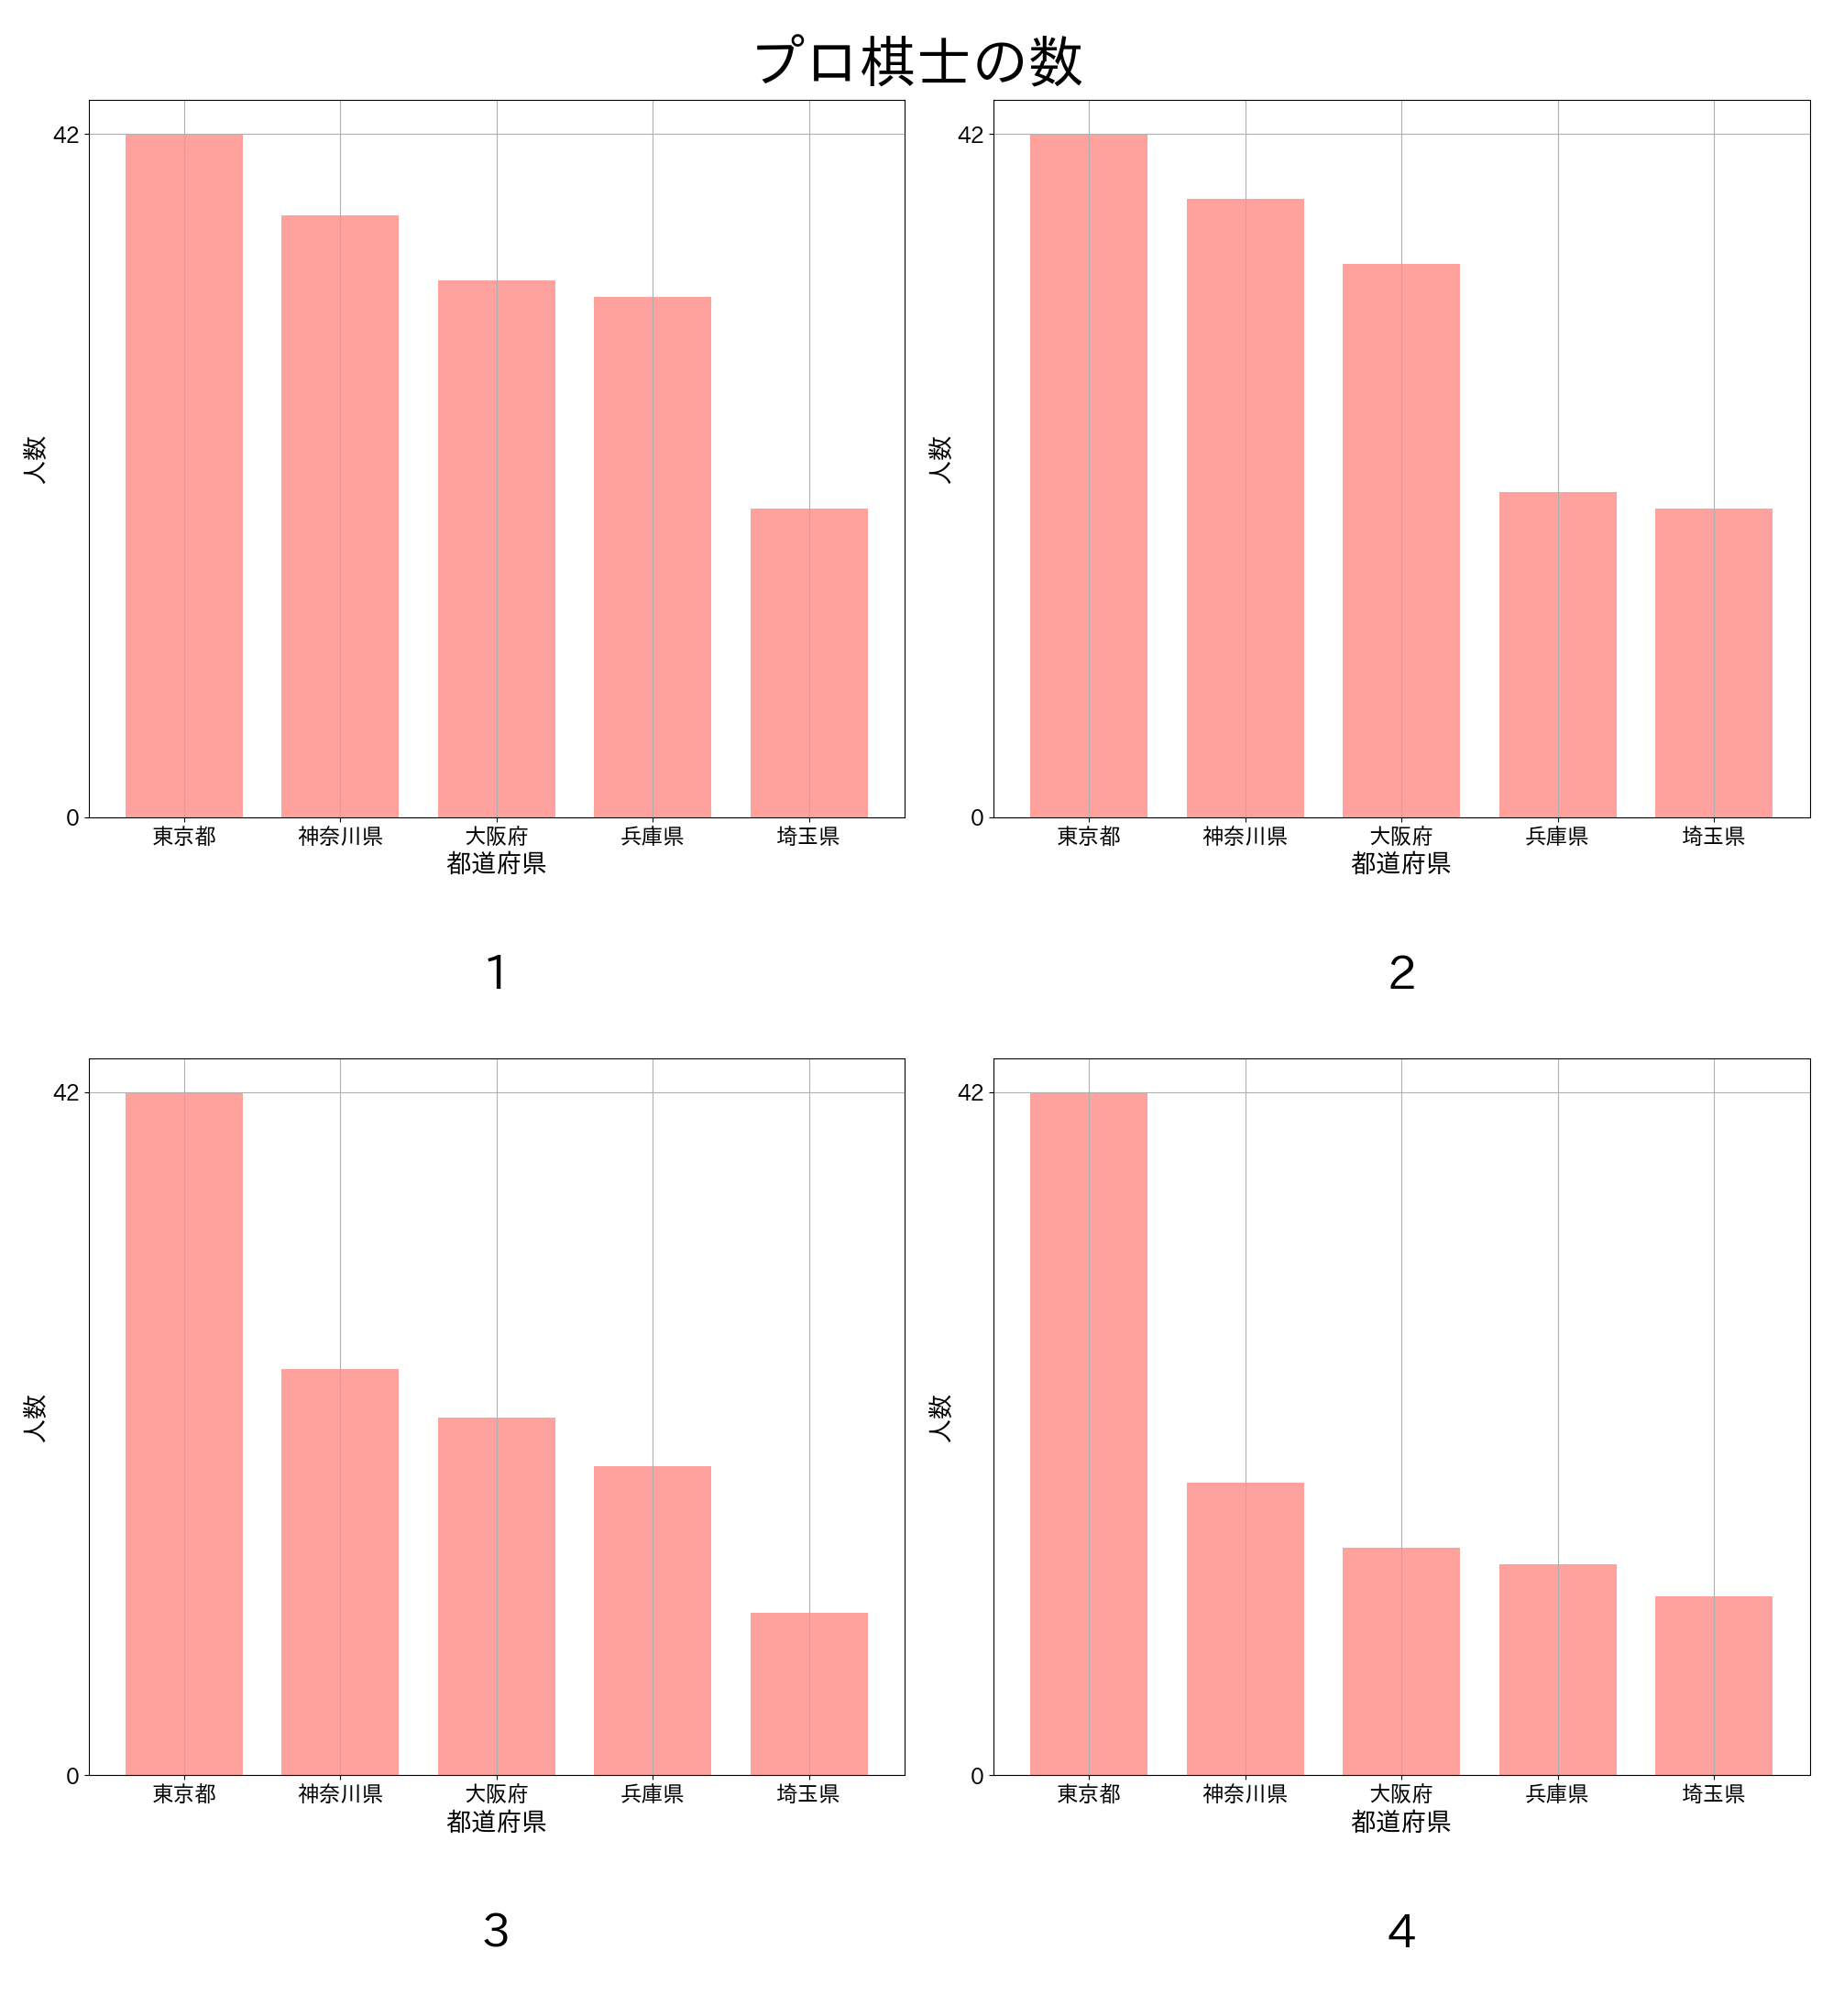 プロ棋士の数
42
0
人数
東京都 神奈川県 大阪府 兵庫県 埼玉県
都道府県
1
42
0
人数
東京都 神奈川県 大阪府 兵庫県 埼玉県
都道府県
2
42
0
人数
東京都 神奈川県 大阪府 兵庫県 埼玉県
都道府県
3
42
0
人数
東京都 神奈川県 大阪府 兵庫県 埼玉県
都道府県
4